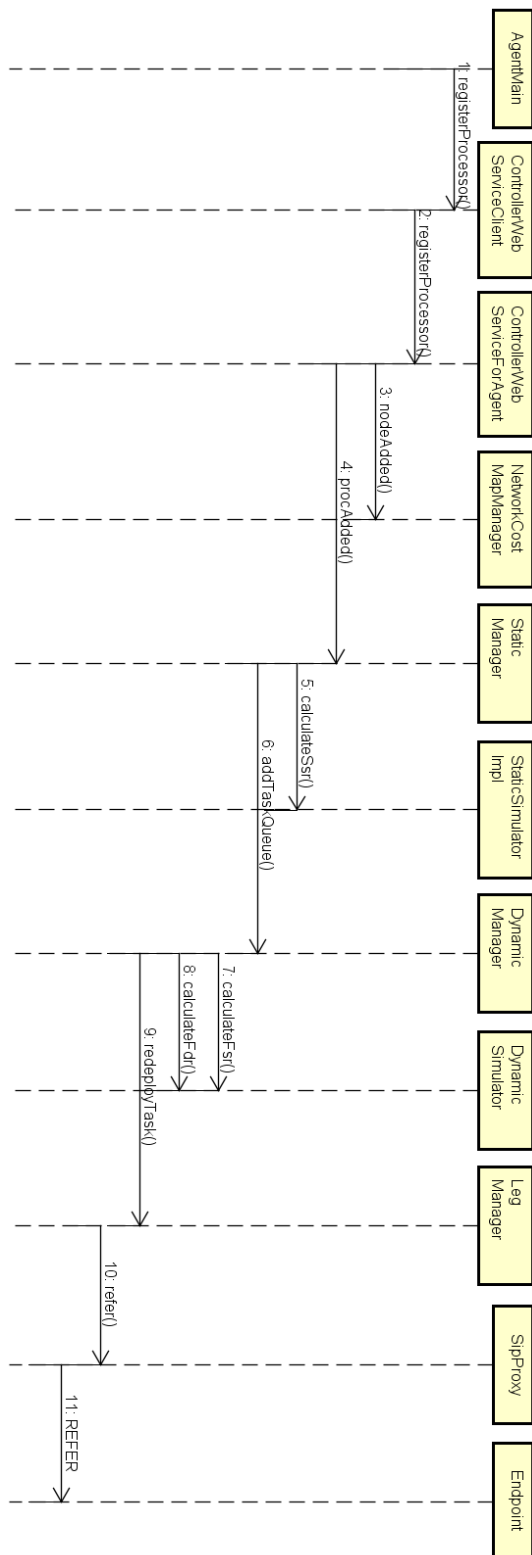 AgentMain
ControllerWeb
ServiceClient
ControllerWeb
ServiceForAgent
NetworkCost
MapManager
Static
Manager
StaticSimulator
Impl
Dynamic
Manager
Dynamic
Simulator
Leg
Manager
SipProxy
Endpoint
1: registerProcessor()
2: registerProcessor()
3: nodeAdded()
4: procAdded()
5: calculateSsr()
6: addTaskQueue()
7: calculateFsr()
8: calculateFdr()
9: redeployTask()
10: refer()
11: REFER